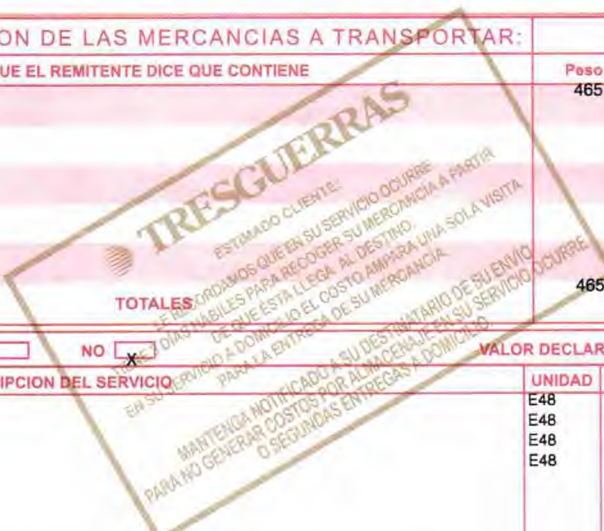 ON DE LAS MERCANCIAS A TRANSPORTAR:
UE EL REMITENTE DICE QUE CONTIENE
Peso
465
TRESGUERRAS
ESTIMADO CLIENTE:
LE RECORDAMOS QUE EN SU SERVICIO OCURRE
TIENE 7 DÍAS HÁBILES PARA RECOGER SU MERCANCÍA A PARTIR
DE QUE ÉSTA LLEGA AL DESTINO.
EN SU SERVICIO A DOMICILIO EL COSTO AMPARA UNA SOLA VISITA
PARA LA ENTREGA DE SU MERCANCÍA.
MANTENGA NOTIFICADO A SU DESTINATARIO DE SU ENVÍO
PARA NO GENERAR COSTOS POR ALMACENAJE EN SU SERVICIO OCURRE
O SEGUNDAS ENTREGAS A DOMICILIO
TOTALES
465
NO X
VALOR DECLAR
IPCION DEL SERVICIO
UNIDAD
E48
E48
E48
E48